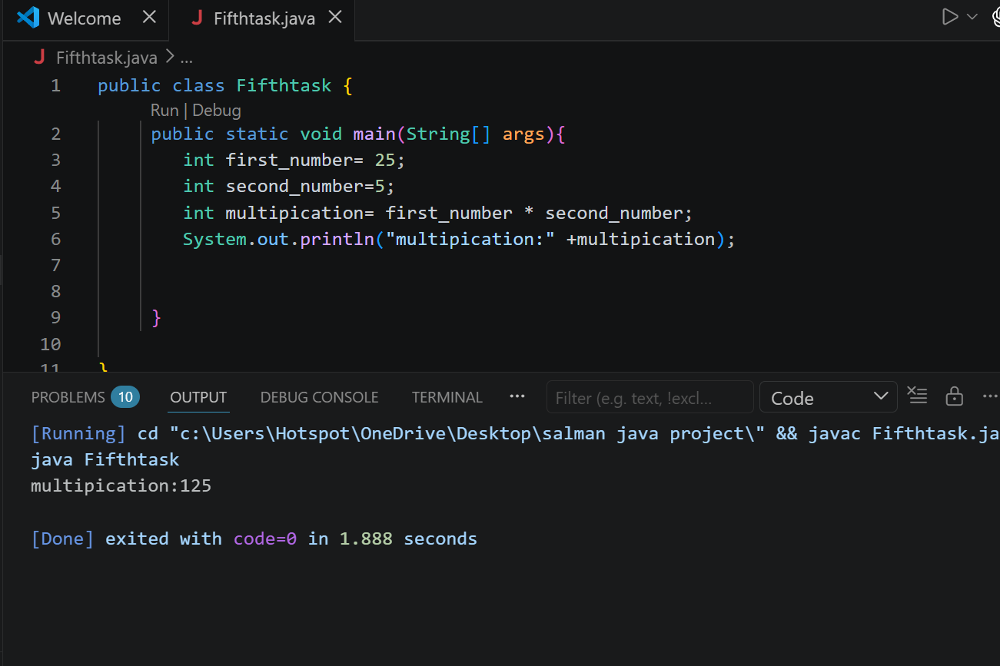 Welcome Fifthtask.java
Fifthtask.java > ...
1 public class Fifthtask {
Run | Debug
2 public static void main(String[] args){
3 int first_number= 25;
4 int second_number=5;
5 int multipication= first_number * second_number;
6 System.out.println("multipication:" +multipication);
7
8
9 }
10
11 }
PROBLEMS 10 OUTPUT DEBUG CONSOLE TERMINAL ... Filter (e.g. text, !excl... Code ...
[Running] cd "c:\Users\Hotspot\OneDrive\Desktop\salman java project\" && javac Fifthtask.ja
java Fifthtask
multipication:125
[Done] exited with code=0 in 1.888 seconds